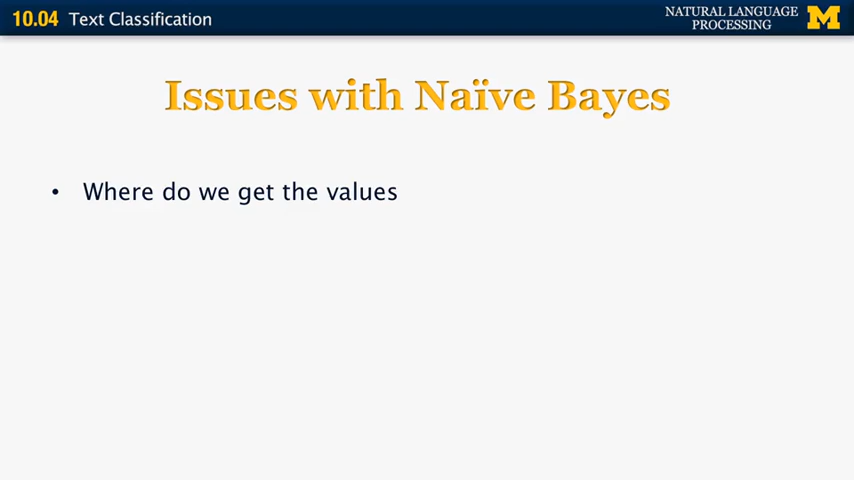 10.04 Text Classification
NATURAL LANGUAGE
PROCESSING
M
Issues with Naïve Bayes
• Where do we get the values